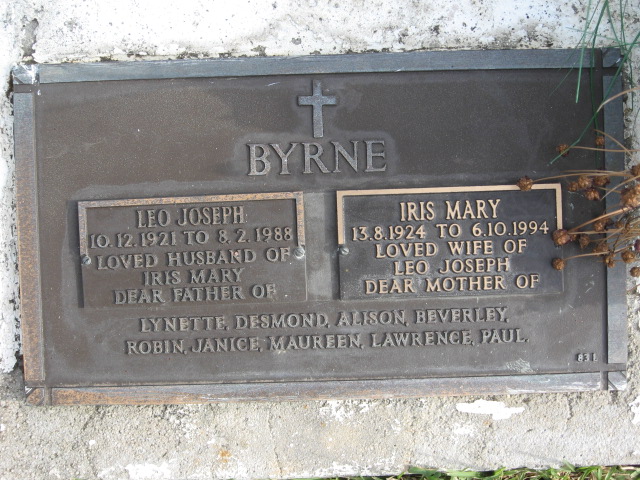 BYRNE
LEO JOSEPH
10.12.1921 TO 8.2.1988
LOVED HUSBAND OF
IRIS MARY
DEAR FATHER OF
IRIS MARY
13.8.1924 TO 6.10.1994
LOVED WIFE OF
LEO JOSEPH
DEAR MOTHER OF
LYNETTE, DESMOND, ALISON, BEVERLEY,
ROBIN, JANICE, MAUREEN, LAWRENCE, PAUL.
831